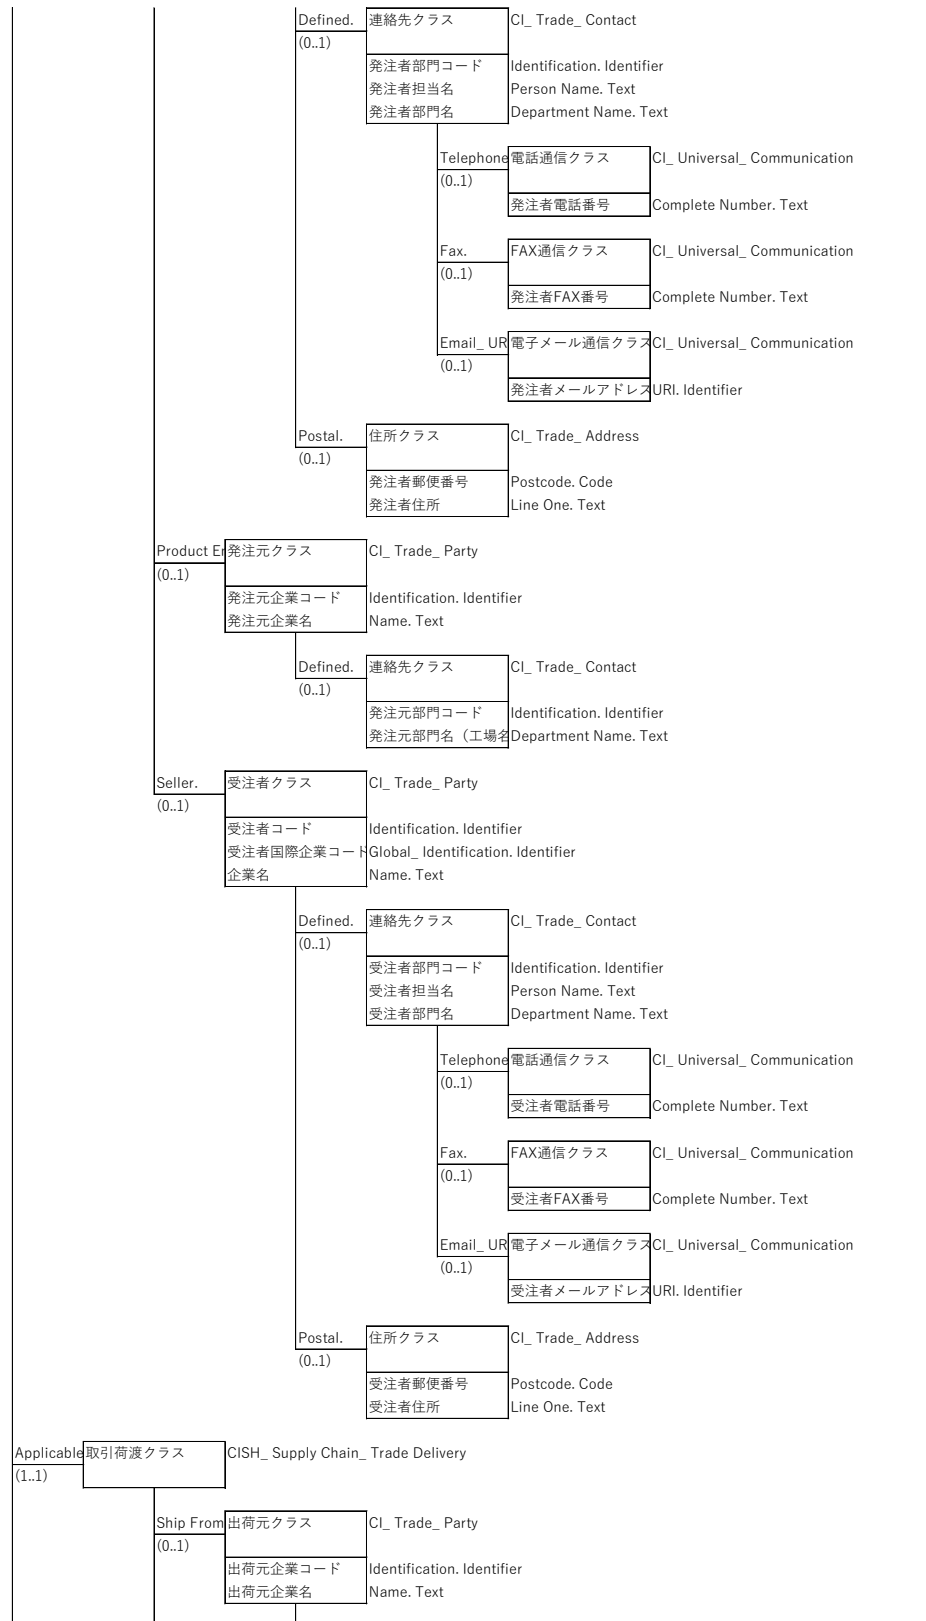 Defined. 連絡先クラス CI_ Trade_ Contact
(0..1)
発注者部門コード Identification. Identifier
発注者担当名 Person Name. Text
発注者部門名 Department Name. Text
Telephone 電話通信クラス CI_ Universal_ Communication
(0..1)
発注者電話番号 Complete Number. Text
Fax. FAX通信クラス CI_ Universal_ Communication
(0..1)
発注者FAX番号 Complete Number. Text
Email_ UR 電子メール通信クラス CI_ Universal_ Communication
(0..1)
発注者メールアドレス URI. Identifier
Postal. 住所クラス CI_ Trade_ Address
(0..1)
発注者郵便番号 Postcode. Code
発注者住所 Line One. Text
Product En 発注元クラス CI_ Trade_ Party
(0..1)
発注元企業コード Identification. Identifier
発注元企業名 Name. Text
Defined. 連絡先クラス CI_ Trade_ Contact
(0..1)
発注元部門コード Identification. Identifier
発注元部門名（工場名 Department Name. Text
Seller. 受注者クラス CI_ Trade_ Party
(0..1)
受注者コード Identification. Identifier
受注者国際企業コード Global_ Identification. Identifier
企業名 Name. Text
Defined. 連絡先クラス CI_ Trade_ Contact
(0..1)
受注者部門コード Identification. Identifier
受注者担当名 Person Name. Text
受注者部門名 Department Name. Text
Telephone 電話通信クラス CI_ Universal_ Communication
(0..1)
受注者電話番号 Complete Number. Text
Fax. FAX通信クラス CI_ Universal_ Communication
(0..1)
受注者FAX番号 Complete Number. Text
Email_ UR 電子メール通信クラス CI_ Universal_ Communication
(0..1)
受注者メールアドレス URI. Identifier
Postal. 住所クラス CI_ Trade_ Address
(0..1)
受注者郵便番号 Postcode. Code
受注者住所 Line One. Text
Applicable 取引荷渡クラス CISH_ Supply Chain_ Trade Delivery
(1..1)
Ship From 出荷元クラス CI_ Trade_ Party
(0..1)
出荷元企業コード Identification. Identifier
出荷元企業名 Name. Text